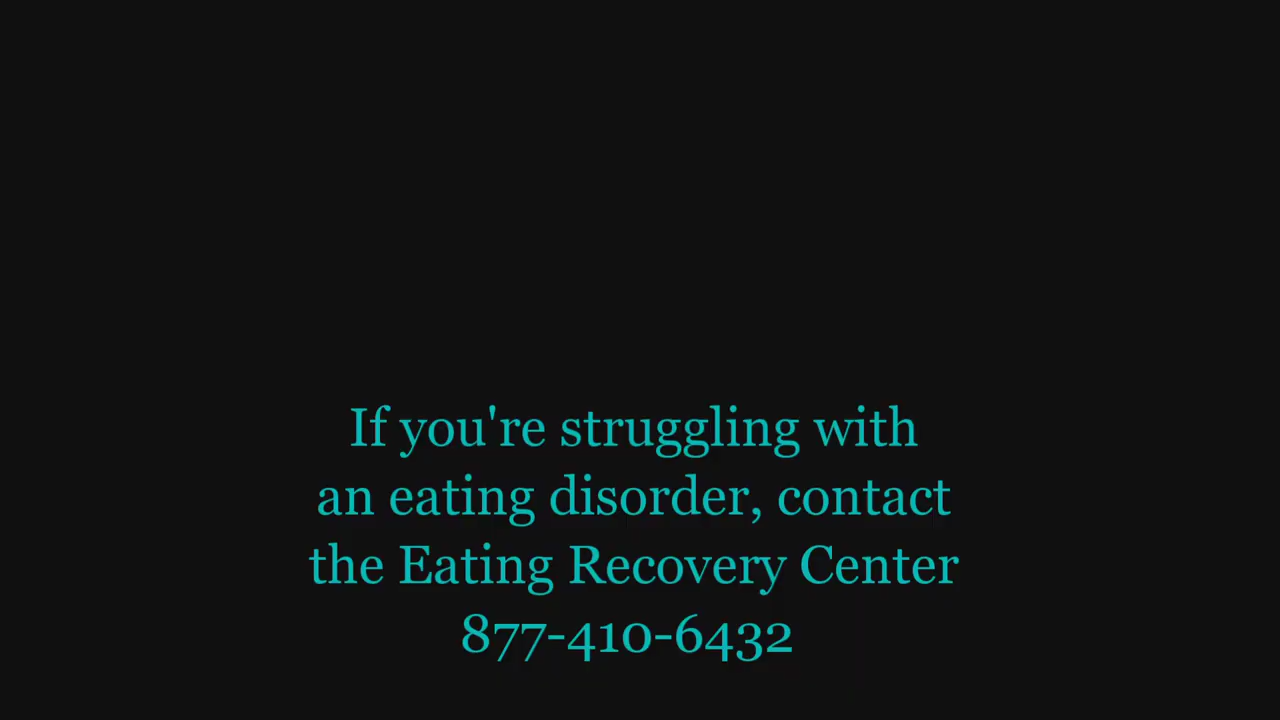 If you're struggling with
an eating disorder, contact
the Eating Recovery Center
877-410-6432